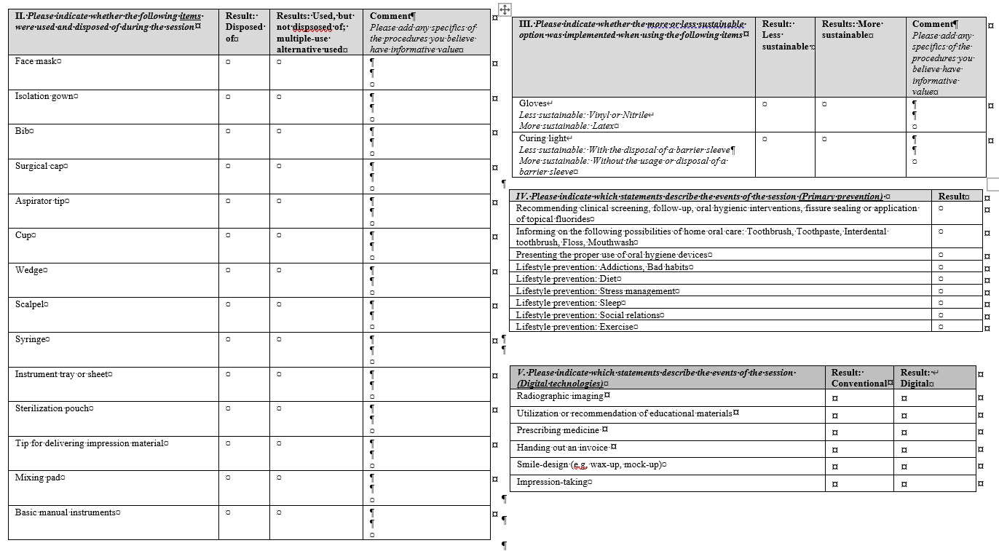 II. Please indicate whether the following items
were used and disposed of during the session
Result:
Disposed
of
Results: Used, but
not dispsosed of;
multiple-
alternative used
Comment
Please add any specifics of
the procedures you believe
have informative value
Face mask
Isolation gown
Bib
Surgical cap
Aspirator tip
Cup
Wedge
Scalpel
Syringe
Instrument tray or sheet
Sterilization pouch
Tip for delivering impression material
Mixing pad
Basic manual instruments
III. Please indicate whether the more or less sustainable
option was implemented when using the following items
Result:
Less
sustainable
Results: More
sustainable
Comment
Please add any
specifics of the
procedures you
believe have
informative
value
Gloves
Less sustainable: Vinyl or Nitrile
More sustainable: Latex
Curing light
Less sustainable: With the disposal of a barrier sleeve
More sustainable: Without the usage or disposal of a
barrier sleeve
IV. Please indicate which statements describe the events of the session (Primary prevention)
Result
Recommending clinical screening, follow-up, oral hygienic interventions, fissure sealing or application
of topical fluorides
Informing on the following possibilities of home oral care: Toothbrush, Toothpaste, Interdental
toothbrush, Floss, Mouthwash
Presenting the proper use of oral hygiene devices
Lifestyle prevention: Addictions, Bad habits
Lifestyle prevention: Diet
Lifestyle prevention: Stress management
Lifestyle prevention: Sleep
Lifestyle prevention: Social relations
Lifestyle prevention: Exercise
V. Please indicate which statements describe the events of the session
(Digital technologies)
Result:
Conventional
Result:
Digital
Radiographic imaging
Utilization or recommendation of educational materials
Prescribing medicine
Handing out an invoice
Smile-design (e.g. wax-up, mock-up)
Impression-taking